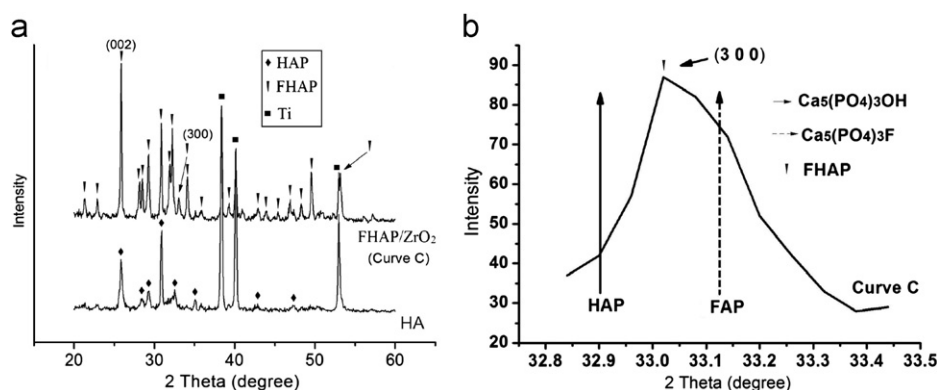 a
Intensity
(002)
HAP
FHAP
Ti
(300)
FHAP/ZrO₂
(Curve C)
HA
20 30 40 50 60
2 Theta (degree)
b
Intensity
90
80
70
60
50
40
30
20
(3 0 0)
Ca5(PO4)3OH
Ca5(PO4)3F
FHAP
HAP
FAP
Curve C
32.8 32.9 33.0 33.1 33.2 33.3 33.4 33.5
2 Theta (degree)